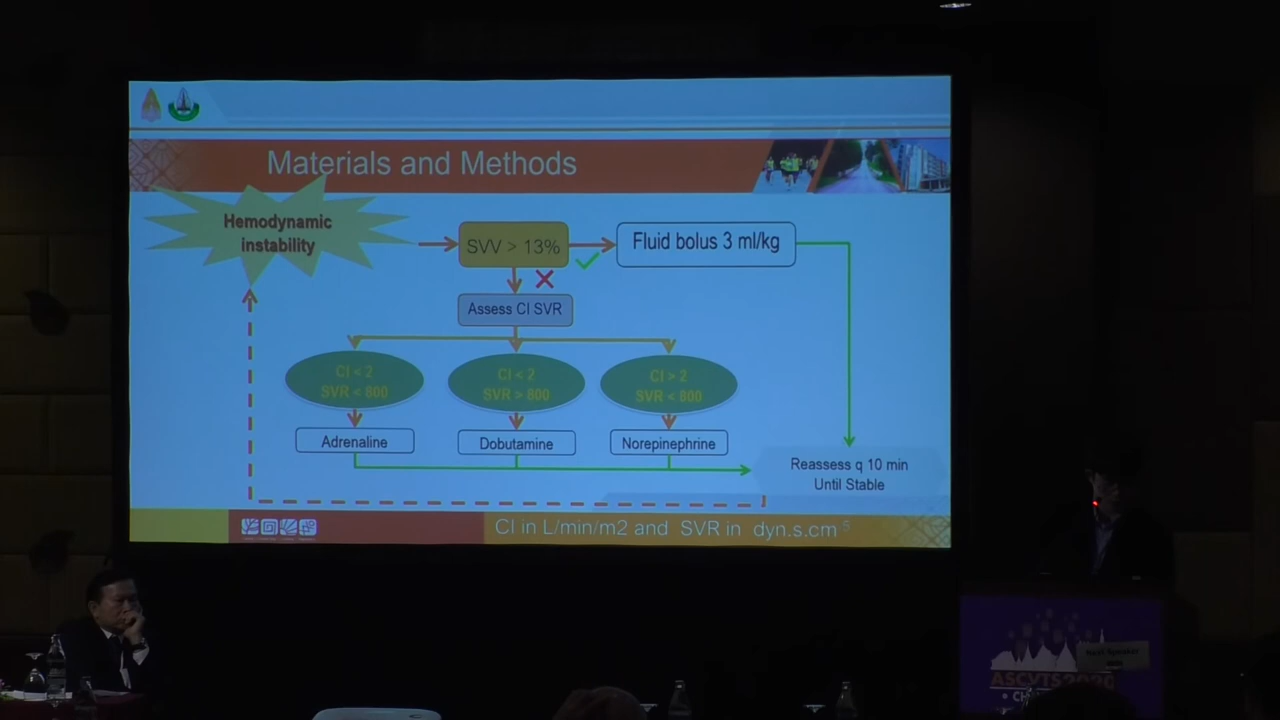 Materials and Methods
Hemodynamic
instability
SVV > 13%
Fluid bolus 3 ml/kg
Assess CI SVR
CI < 2
SVR < 800
CI < 2
SVR > 800
CI > 2
SVR < 800
Adrenaline
Dobutamine
Norepinephrine
Reassess q 10 min
Until Stable
CI in L/min/m2 and SVR in dyn.s.cm⁻⁵
ASCVTS2020